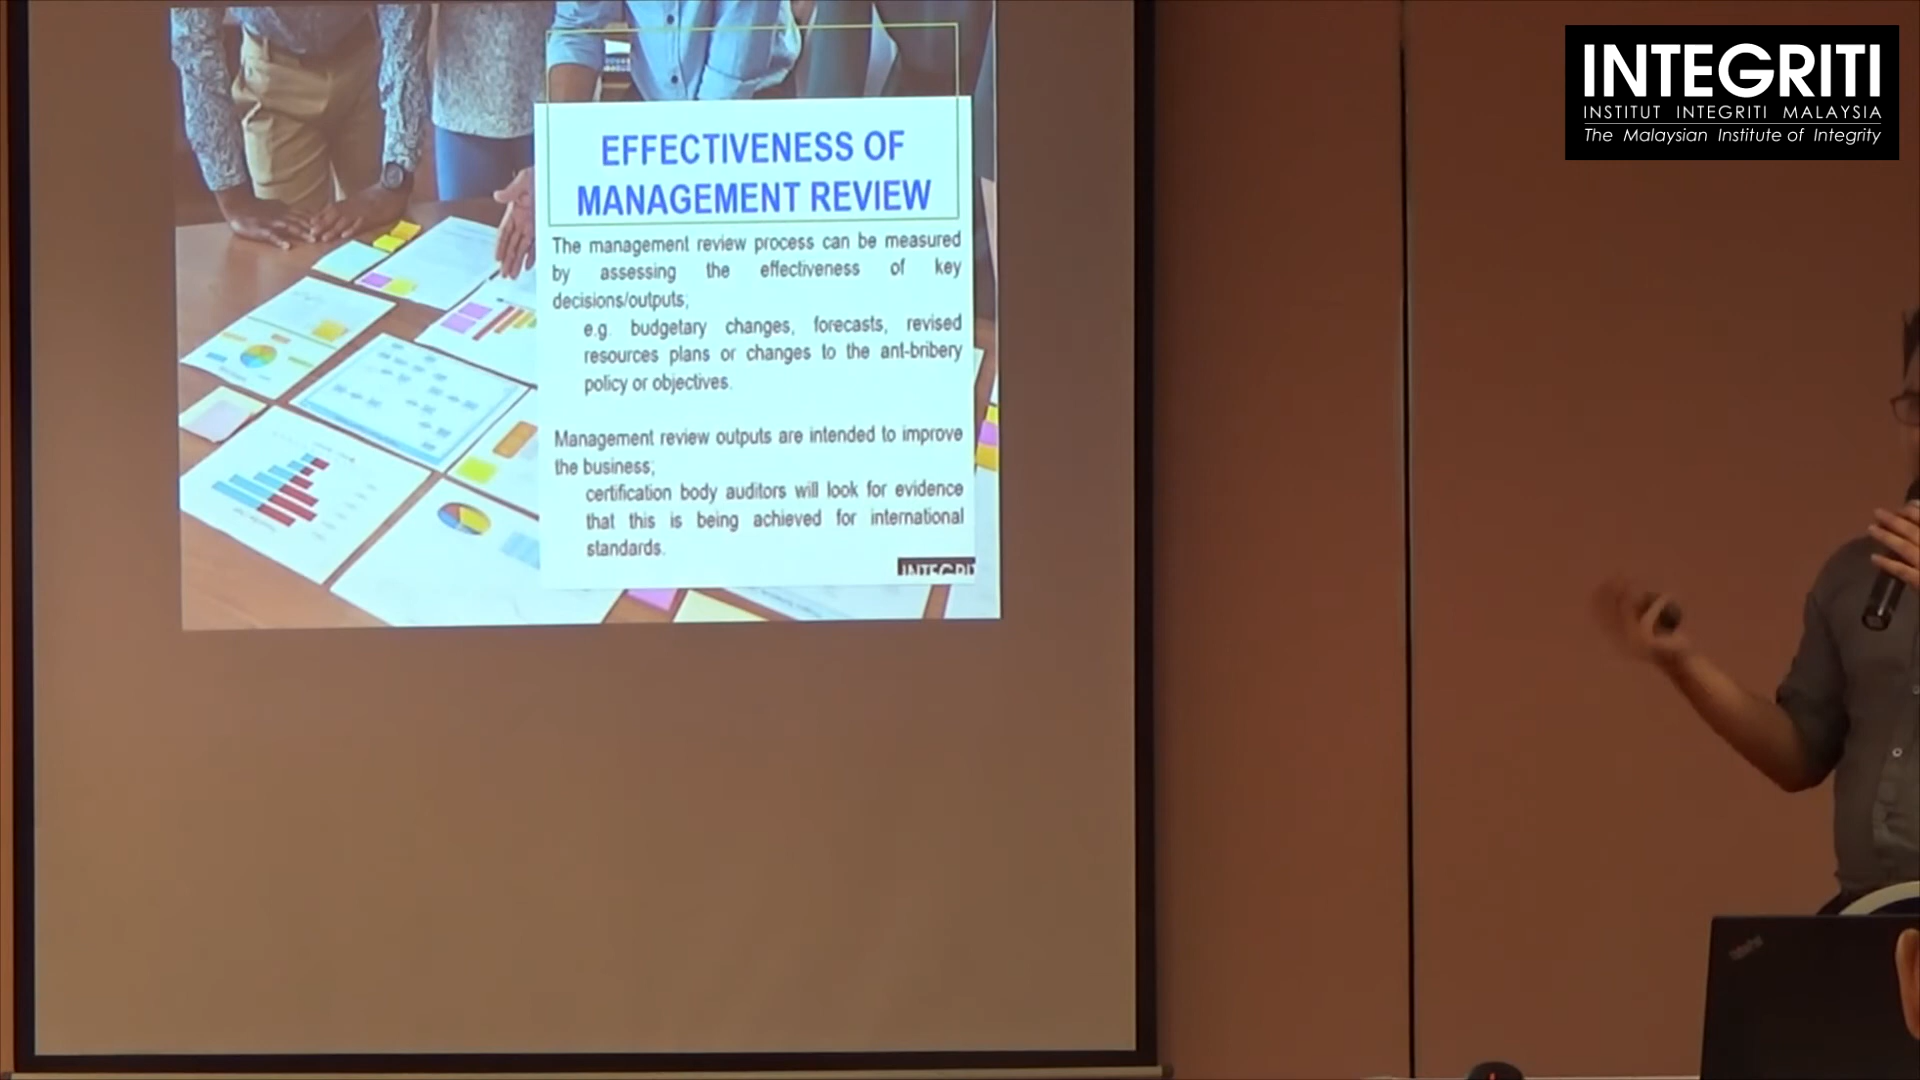 INTEGRITI
INSTITUT INTEGRITI MALAYSIA
The Malaysian Institute of Integrity
EFFECTIVENESS OF
MANAGEMENT REVIEW
The management review process can be measured
by assessing the effectiveness of key
decisions/outputs;
e.g. budgetary changes, forecasts, revised
resources plans or changes to the ant-bribery
policy or objectives.
Management review outputs are intended to improve
the business;
certification body auditors will look for evidence
that this is being achieved for international
standards.
ThinkPad